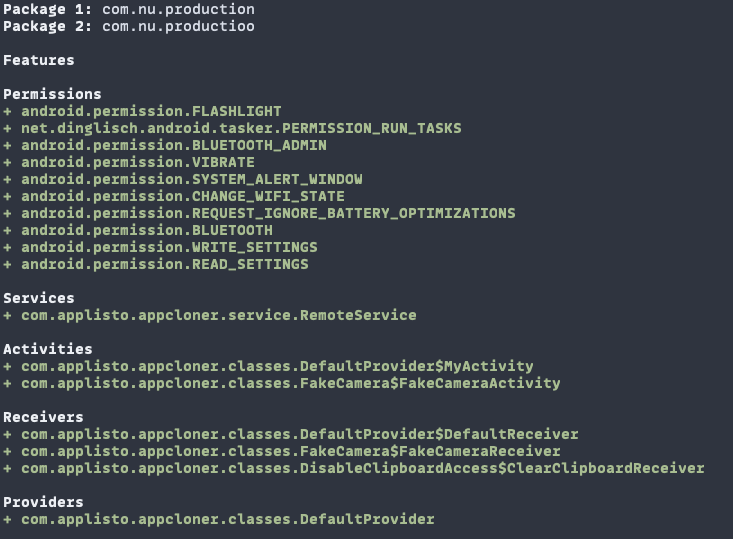 Package 1: com.nu.production
Package 2: com.nu.productioo
Features
Permissions
+ android.permission.FLASHLIGHT
+ net.dinglisch.android.tasker.PERMISSION_RUN_TASKS
+ android.permission.BLUETOOTH_ADMIN
+ android.permission.VIBRATE
+ android.permission.SYSTEM_ALERT_WINDOW
+ android.permission.CHANGE_WIFI_STATE
+ android.permission.REQUEST_IGNORE_BATTERY_OPTIMIZATIONS
+ android.permission.BLUETOOTH
+ android.permission.WRITE_SETTINGS
+ android.permission.READ_SETTINGS
Services
+ com.applisto.appcloner.service.RemoteService
Activities
+ com.applisto.appcloner.classes.DefaultProvider$MyActivity
+ com.applisto.appcloner.classes.FakeCamera$FakeCameraActivity
Receivers
+ com.applisto.appcloner.classes.DefaultProvider$DefaultReceiver
+ com.applisto.appcloner.classes.FakeCamera$FakeCameraReceiver
+ com.applisto.appcloner.classes.DisableClipboardAccess$ClearClipboardReceiver
Providers
+ com.applisto.appcloner.classes.DefaultProvider